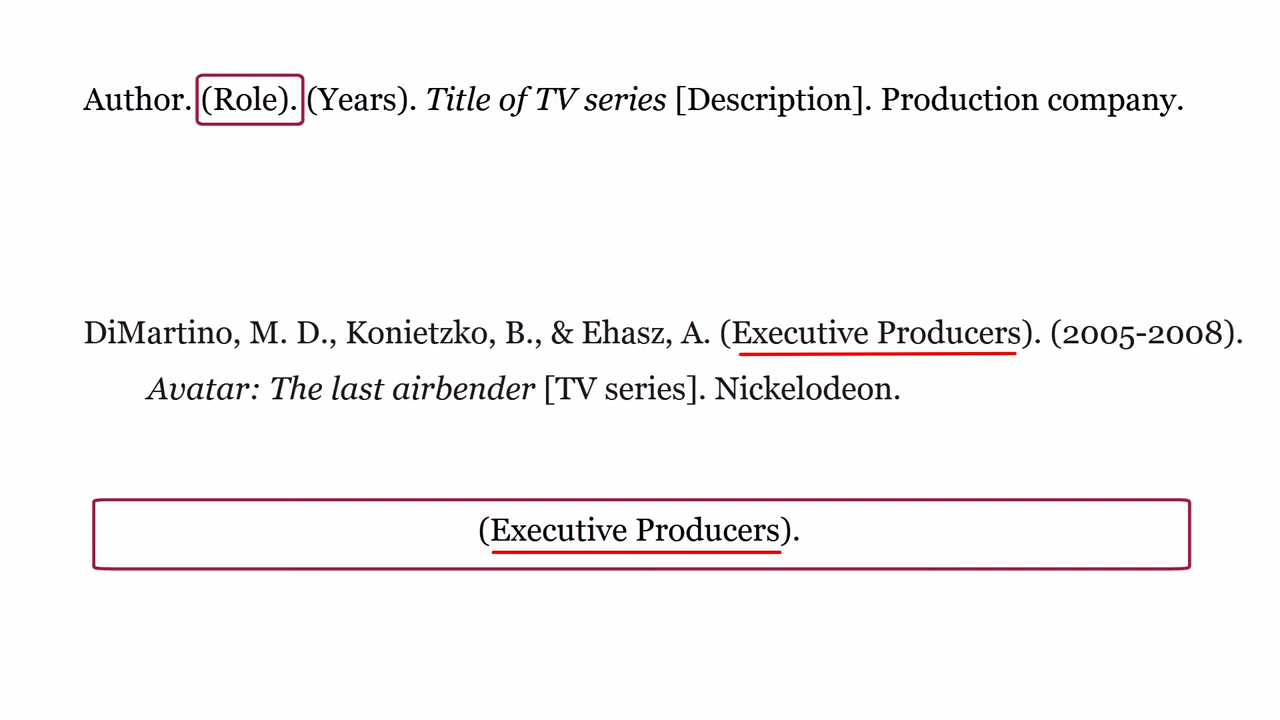 Author. (Role). (Years). Title of TV series [Description]. Production company.
DiMartino, M. D., Konietzko, B., & Ehasz, A. (Executive Producers). (2005-2008).
Avatar: The last airbender [TV series]. Nickelodeon.
(Executive Producers).